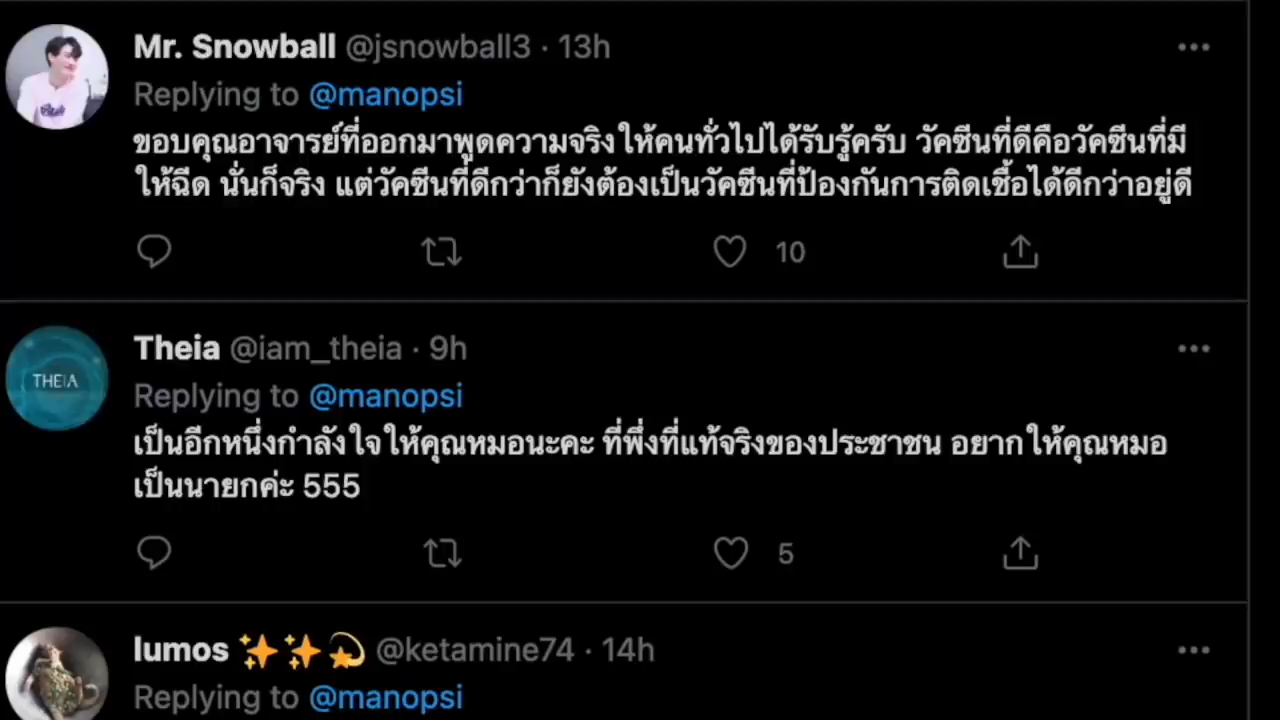 Mr. Snowball @jsnowball3 · 13h
Replying to @manopsi
ขอบคุณอาจารย์ที่ออกมาพูดความจริงให้คนทั่วไปได้รับรู้ครับ วัคซีนที่ดีคือวัคซีนที่มี
ให้ฉีด นั่นก็จริง แต่วัคซีนที่ดีกว่าก็ยังต้องเป็นวัคซีนที่ป้องกันการติดเชื้อได้ดีกว่าอยู่ดี
10
THEIA
Theia @iam_theia · 9h
Replying to @manopsi
เป็นอีกหนึ่งกำลังใจให้คุณหมอนะคะ ที่พึ่งที่แท้จริงของประชาชน อยากให้คุณหมอ
เป็นนายกค่ะ 555
5
lumos ✨✨💫 @ketamine74 · 14h
Replying to @manopsi